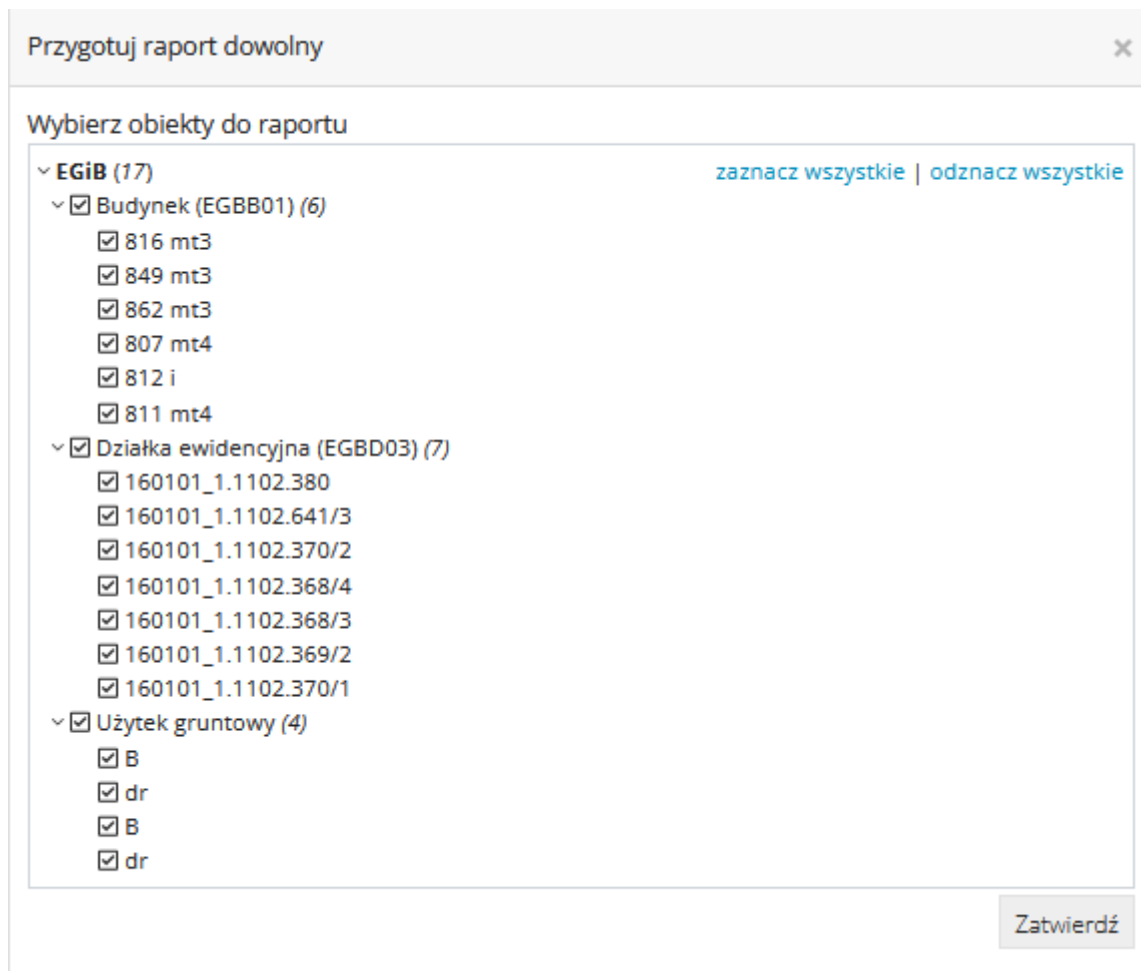 Przygotuj raport dowolny
Wybierz obiekty do raportu
EGiB (17) zaznacz wszystkie | odznacz wszystkie
Budynek (EGBB01) (6)
816 mt3
849 mt3
862 mt3
807 mt4
812 i
811 mt4
Działka ewidencyjna (EGBD03) (7)
160101_1.1102.380
160101_1.1102.641/3
160101_1.1102.370/2
160101_1.1102.368/4
160101_1.1102.368/3
160101_1.1102.369/2
160101_1.1102.370/1
Użytek gruntowy (4)
B
dr
B
dr
Zatwierdź